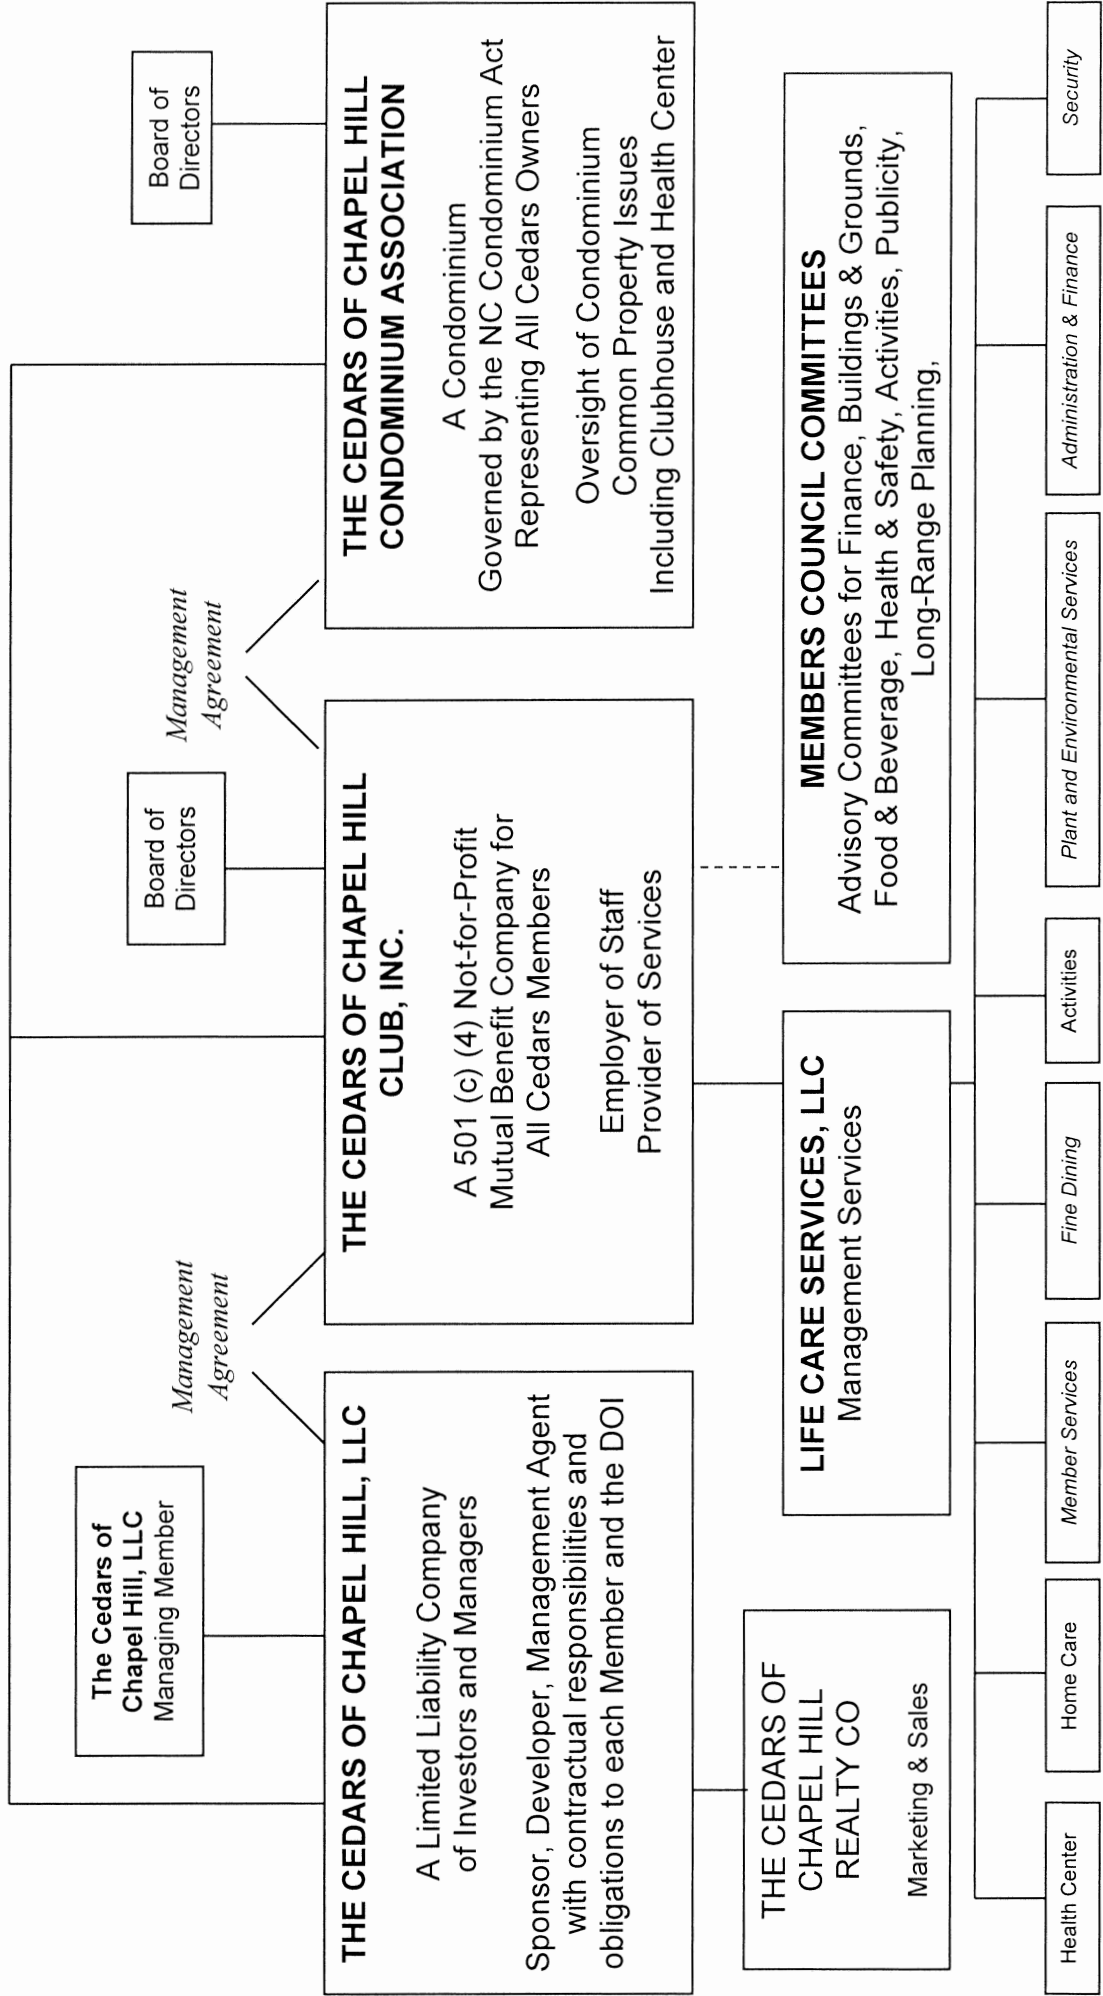 The Cedars of
Chapel Hill, LLC
Managing Member
Management
Agreement
Board of
Directors
Management
Agreement
Board of
Directors
THE CEDARS OF CHAPEL HILL, LLC
A Limited Liability Company
of Investors and Managers
Sponsor, Developer, Management Agent
with contractual responsibilities and
obligations to each Member and the DOI
THE CEDARS OF CHAPEL HILL
CLUB, INC.
A 501 (c) (4) Not-for-Profit
Mutual Benefit Company for
All Cedars Members
Employer of Staff
Provider of Services
THE CEDARS OF CHAPEL HILL
CONDOMINIUM ASSOCIATION
A Condominium
Governed by the NC Condominium Act
Representing All Cedars Owners
Oversight of Condominium
Common Property Issues
Including Clubhouse and Health Center
THE CEDARS OF
CHAPEL HILL
REALTY CO
Marketing & Sales
LIFE CARE SERVICES, LLC
Management Services
MEMBERS COUNCIL COMMITTEES
Advisory Committees for Finance, Buildings & Grounds,
Food & Beverage, Health & Safety, Activities, Publicity,
Long-Range Planning,
Health Center
Home Care
Member Services
Fine Dining
Activities
Plant and Environmental Services
Administration & Finance
Security